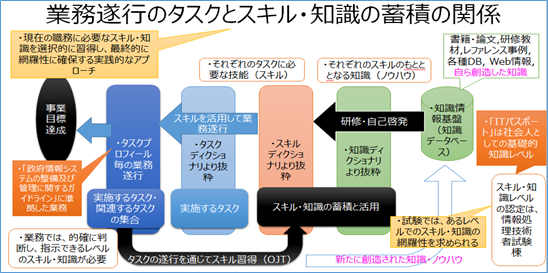 業務遂行のタスクとスキル・知識の蓄積の関係
・現在の職務に必要なスキル・知
識を選択的に習得し、最終的に
網羅性に確保する実践的なアプ
ローチ
・それぞれのタスクに必
要な技能（スキル）
・それぞれのスキルのもとと
となる知識（ノウハウ）
書籍・論文,研修教
材,レファレンス事例,
各種DB, Web情報,
自ら創造した知識
事業
目標
達成
スキルを活用して業
務遂行
研修・自己啓発
・タスクプ
ロフィール
毎の業務
遂行
・タスク
ディクショ
ナリより抜
粋
・スキル
ディクショ
ナリより抜
粋
・知識ディ
クショナリよ
り抜粋
・知識情
報基盤
（知識
データベー
ス）
・「ITパスポー
ト」は社会人と
しての基礎的
知識レベル
・「政府情報シス
テムの整備及び
管理に関するガ
イドライン」に準
拠した業務
実施するタスク・
関連するタスク
の集合
実施するタスク
スキル・知識の蓄積と活用
スキル・知
識レベル
の認定は、
情報処
理技術
者試験
棟
・業務では、的確に判
断し、指示できるレベル
のスキル・知識が必要
・試験では、あるレベル
でのスキル・知識の
網羅性を求められる
タスクの遂行を通じてスキル習得（OJT）
新たに創造された知識・ノウハウ